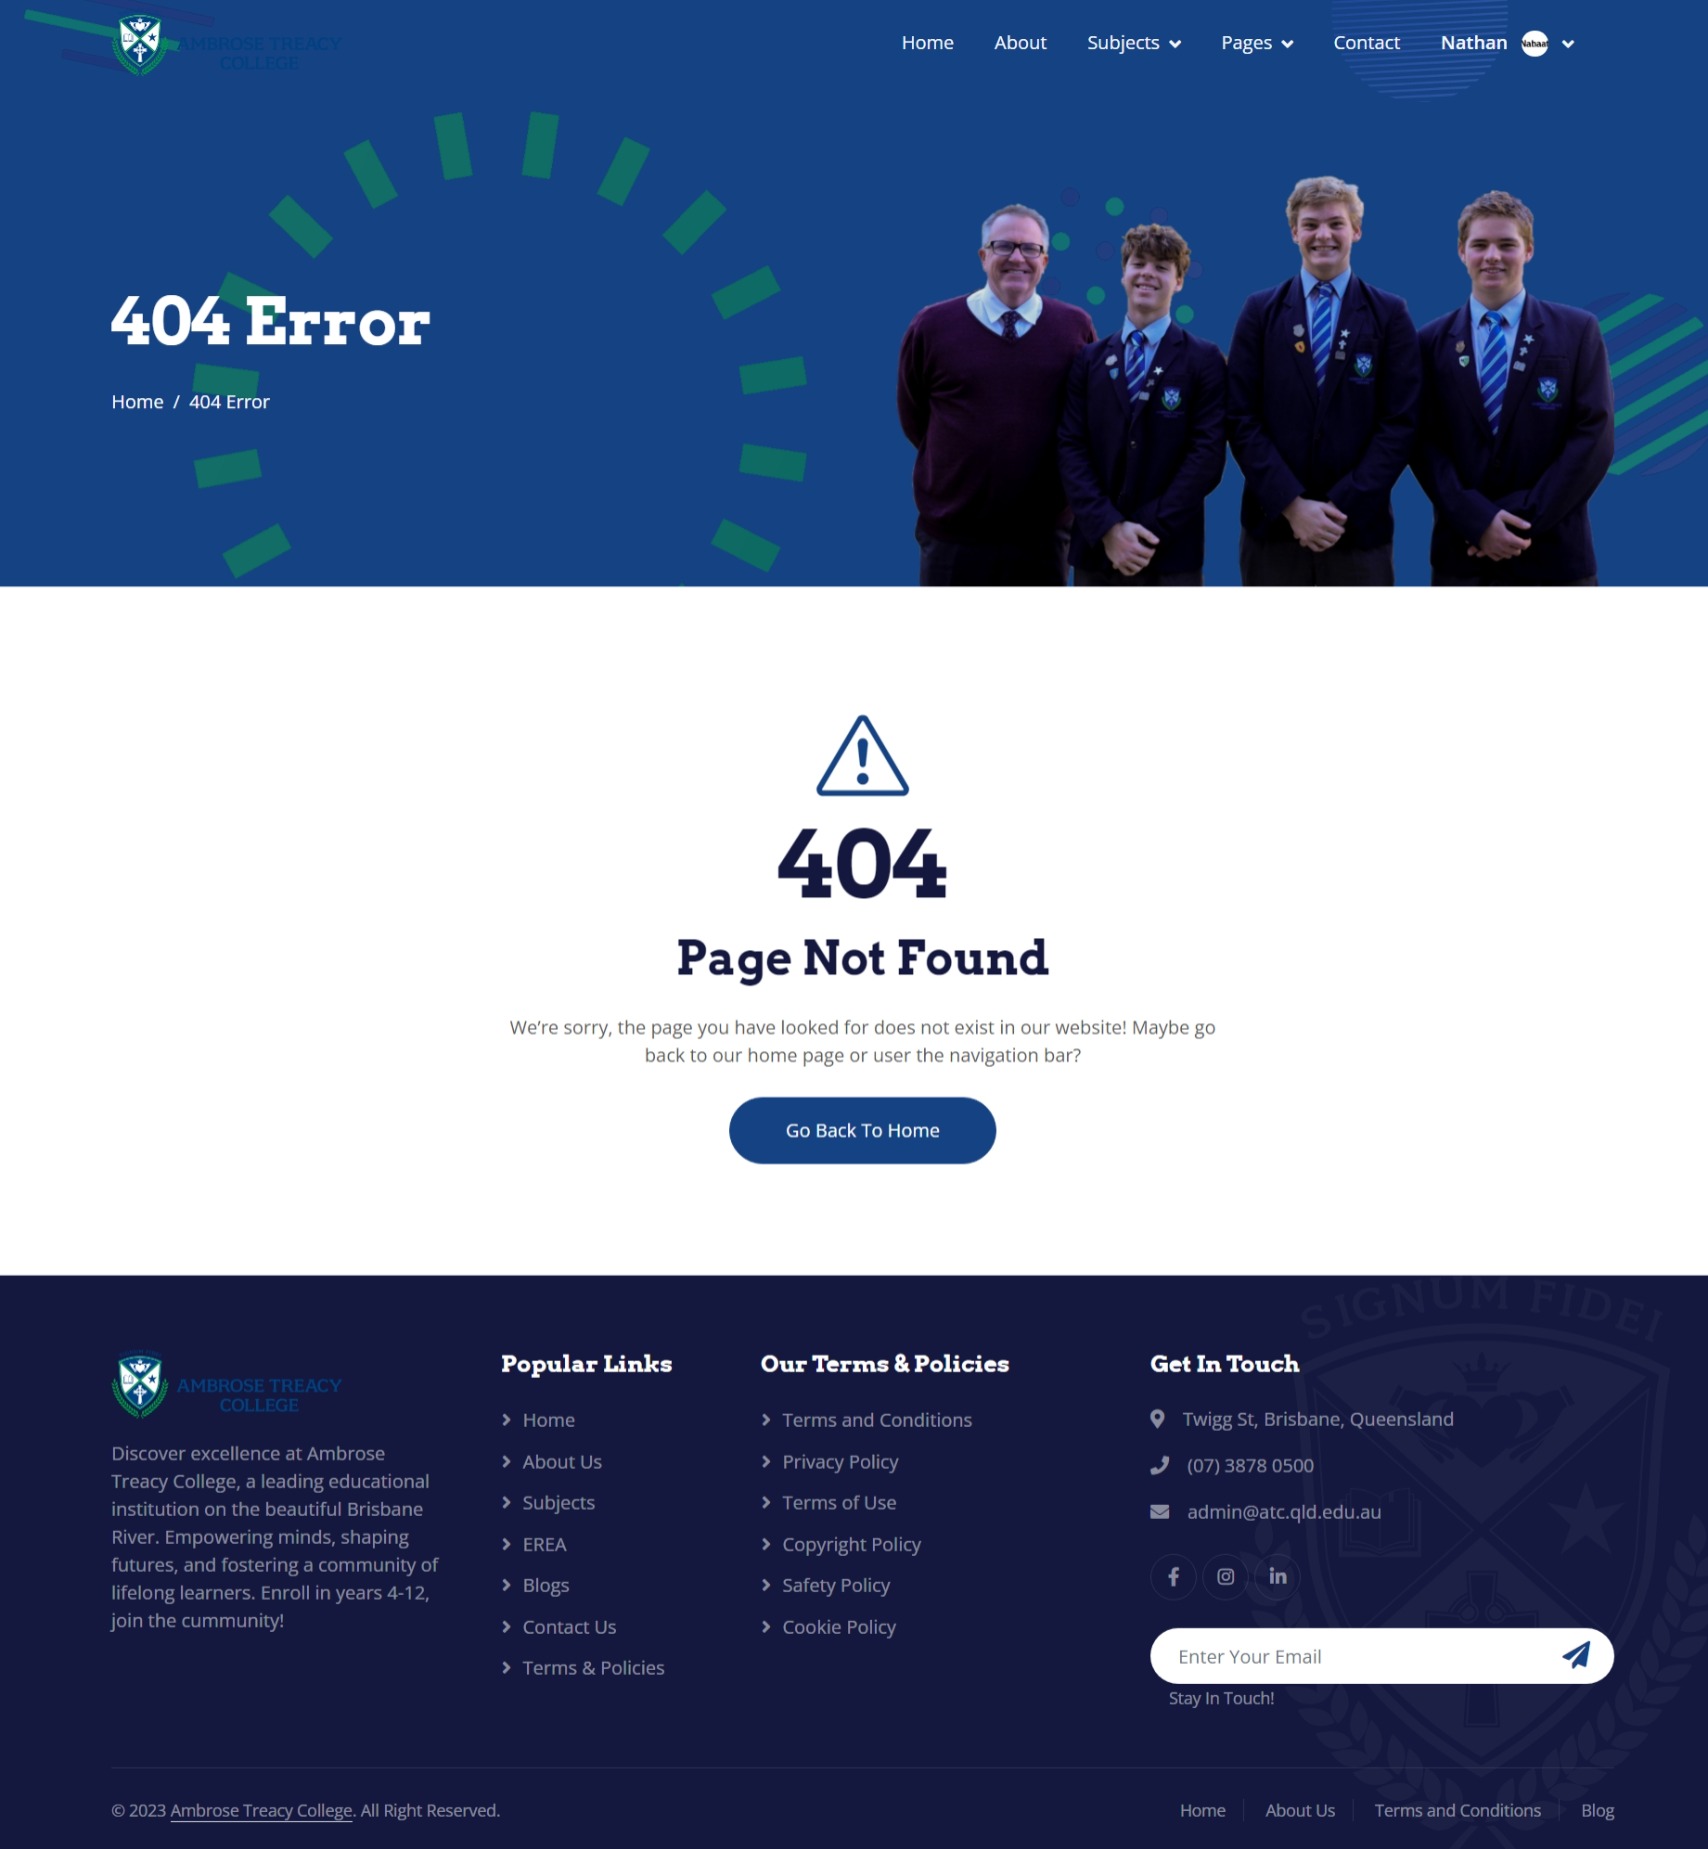 AMBROSE TREACY
COLLEGE
Home About Subjects Pages Contact Nathan
404 Error
Home / 404 Error
404
Page Not Found
We’re sorry, the page you have looked for does not exist in our website! Maybe go
back to our home page or user the navigation bar?
Go Back To Home
SIGNUM FIDEI
AMBROSE TREACY
COLLEGE
Discover excellence at Ambrose
Treacy College, a leading educational
institution on the beautiful Brisbane
River. Empowering minds, shaping
futures, and fostering a community of
lifelong learners. Enroll in years 4-12,
join the cummunity!
Popular Links
Home
About Us
Subjects
EREA
Blogs
Contact Us
Terms & Policies
Our Terms & Policies
Terms and Conditions
Privacy Policy
Terms of Use
Copyright Policy
Safety Policy
Cookie Policy
Get In Touch
Twigg St, Brisbane, Queensland
(07) 3878 0500
admin@atc.qld.edu.au
Enter Your Email
Stay In Touch!
© 2023 Ambrose Treacy College. All Right Reserved.
Home About Us Terms and Conditions Blog